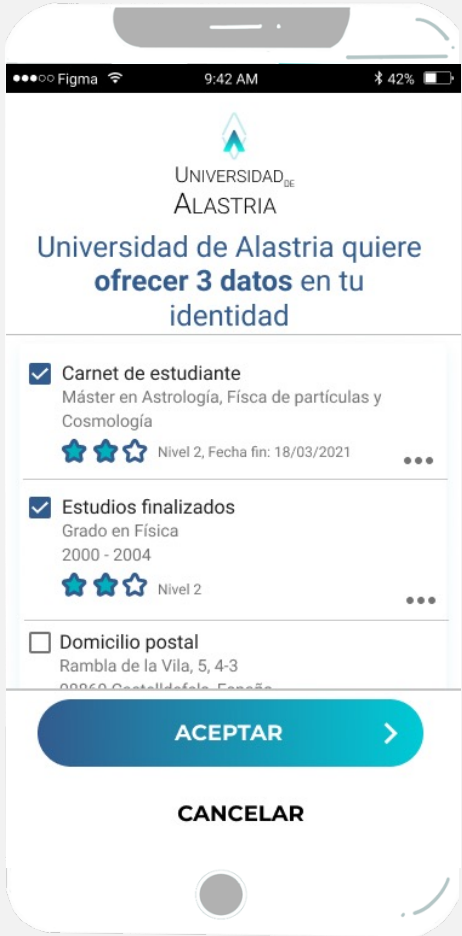 Figma 9:42 AM 42%
UNIVERSIDAD DE
ALASTRIA
Universidad de Alastria quiere
ofrecer 3 datos en tu
identidad
Carnet de estudiante
Máster en Astrología, Físca de partículas y
Cosmología
Nivel 2, Fecha fin: 18/03/2021
Estudios finalizados
Grado en Física
2000 - 2004
Nivel 2
Domicilio postal
Rambla de la Vila, 5, 4-3
ACEPTAR
CANCELAR